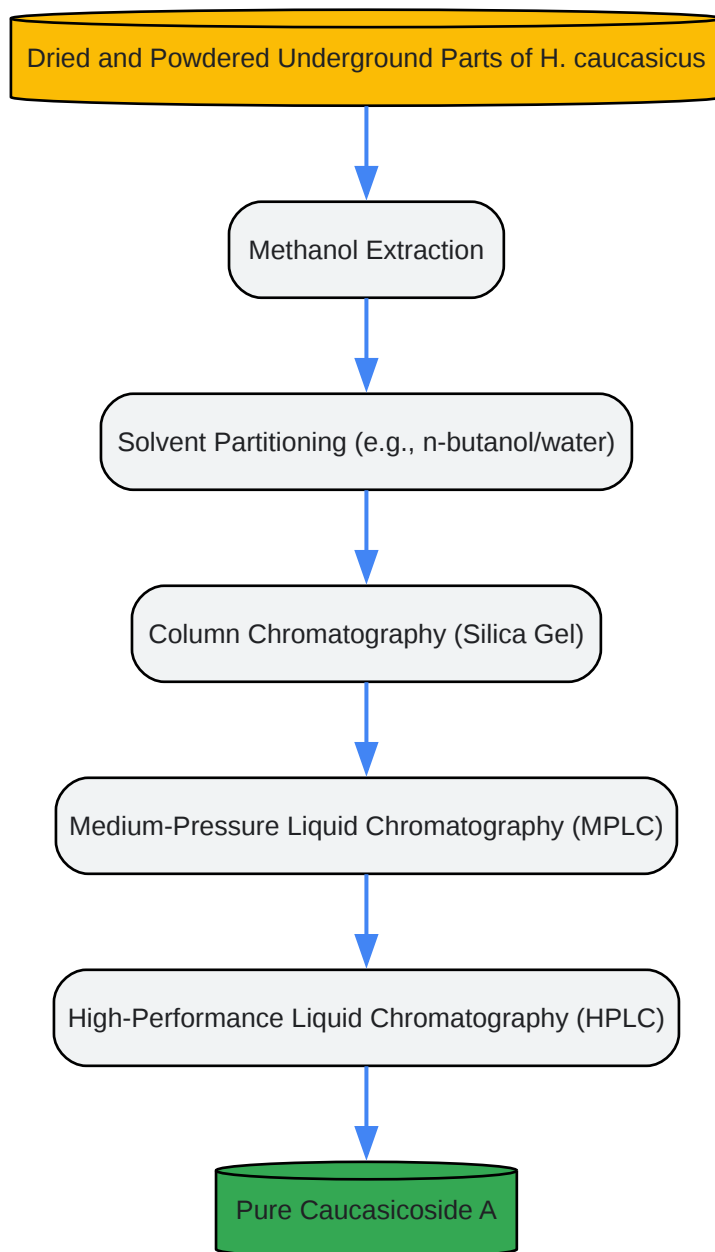 Dried and Powdered Underground Parts of H. caucasicus
Methanol Extraction
Solvent Partitioning (e.g., n-butanol/water)
Column Chromatography (Silica Gel)
Medium-Pressure Liquid Chromatography (MPLC)
High-Performance Liquid Chromatography (HPLC)
Pure Caucasicoside A